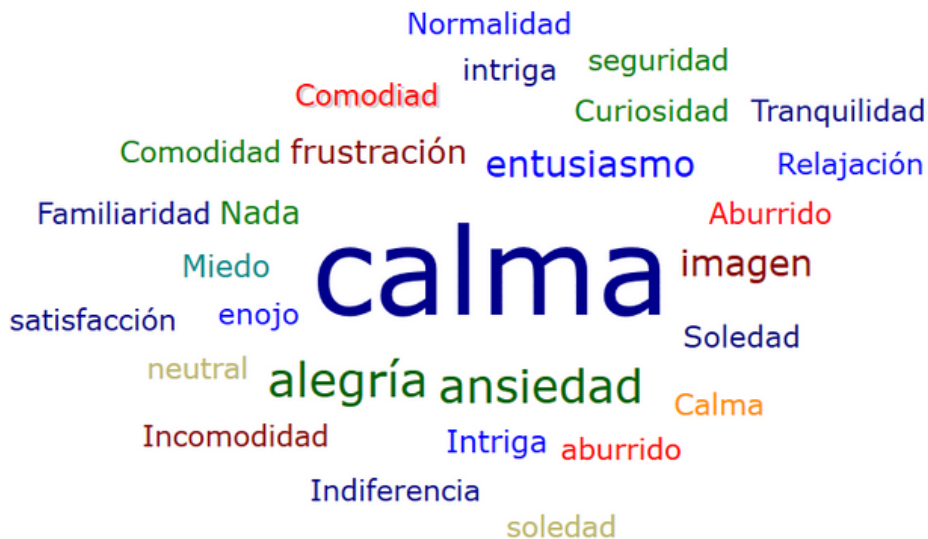 Normalidad
intriga seguridad
Comodiad Curiosidad Tranquilidad
Comodidad frustración entusiasmo Relajación
Familiaridad Nada Aburrido
Miedo calma imagen
satisfacción enojo Soledad
neutral alegría ansiedad Calma
Incomodidad Intriga aburrido
Indiferencia
soledad